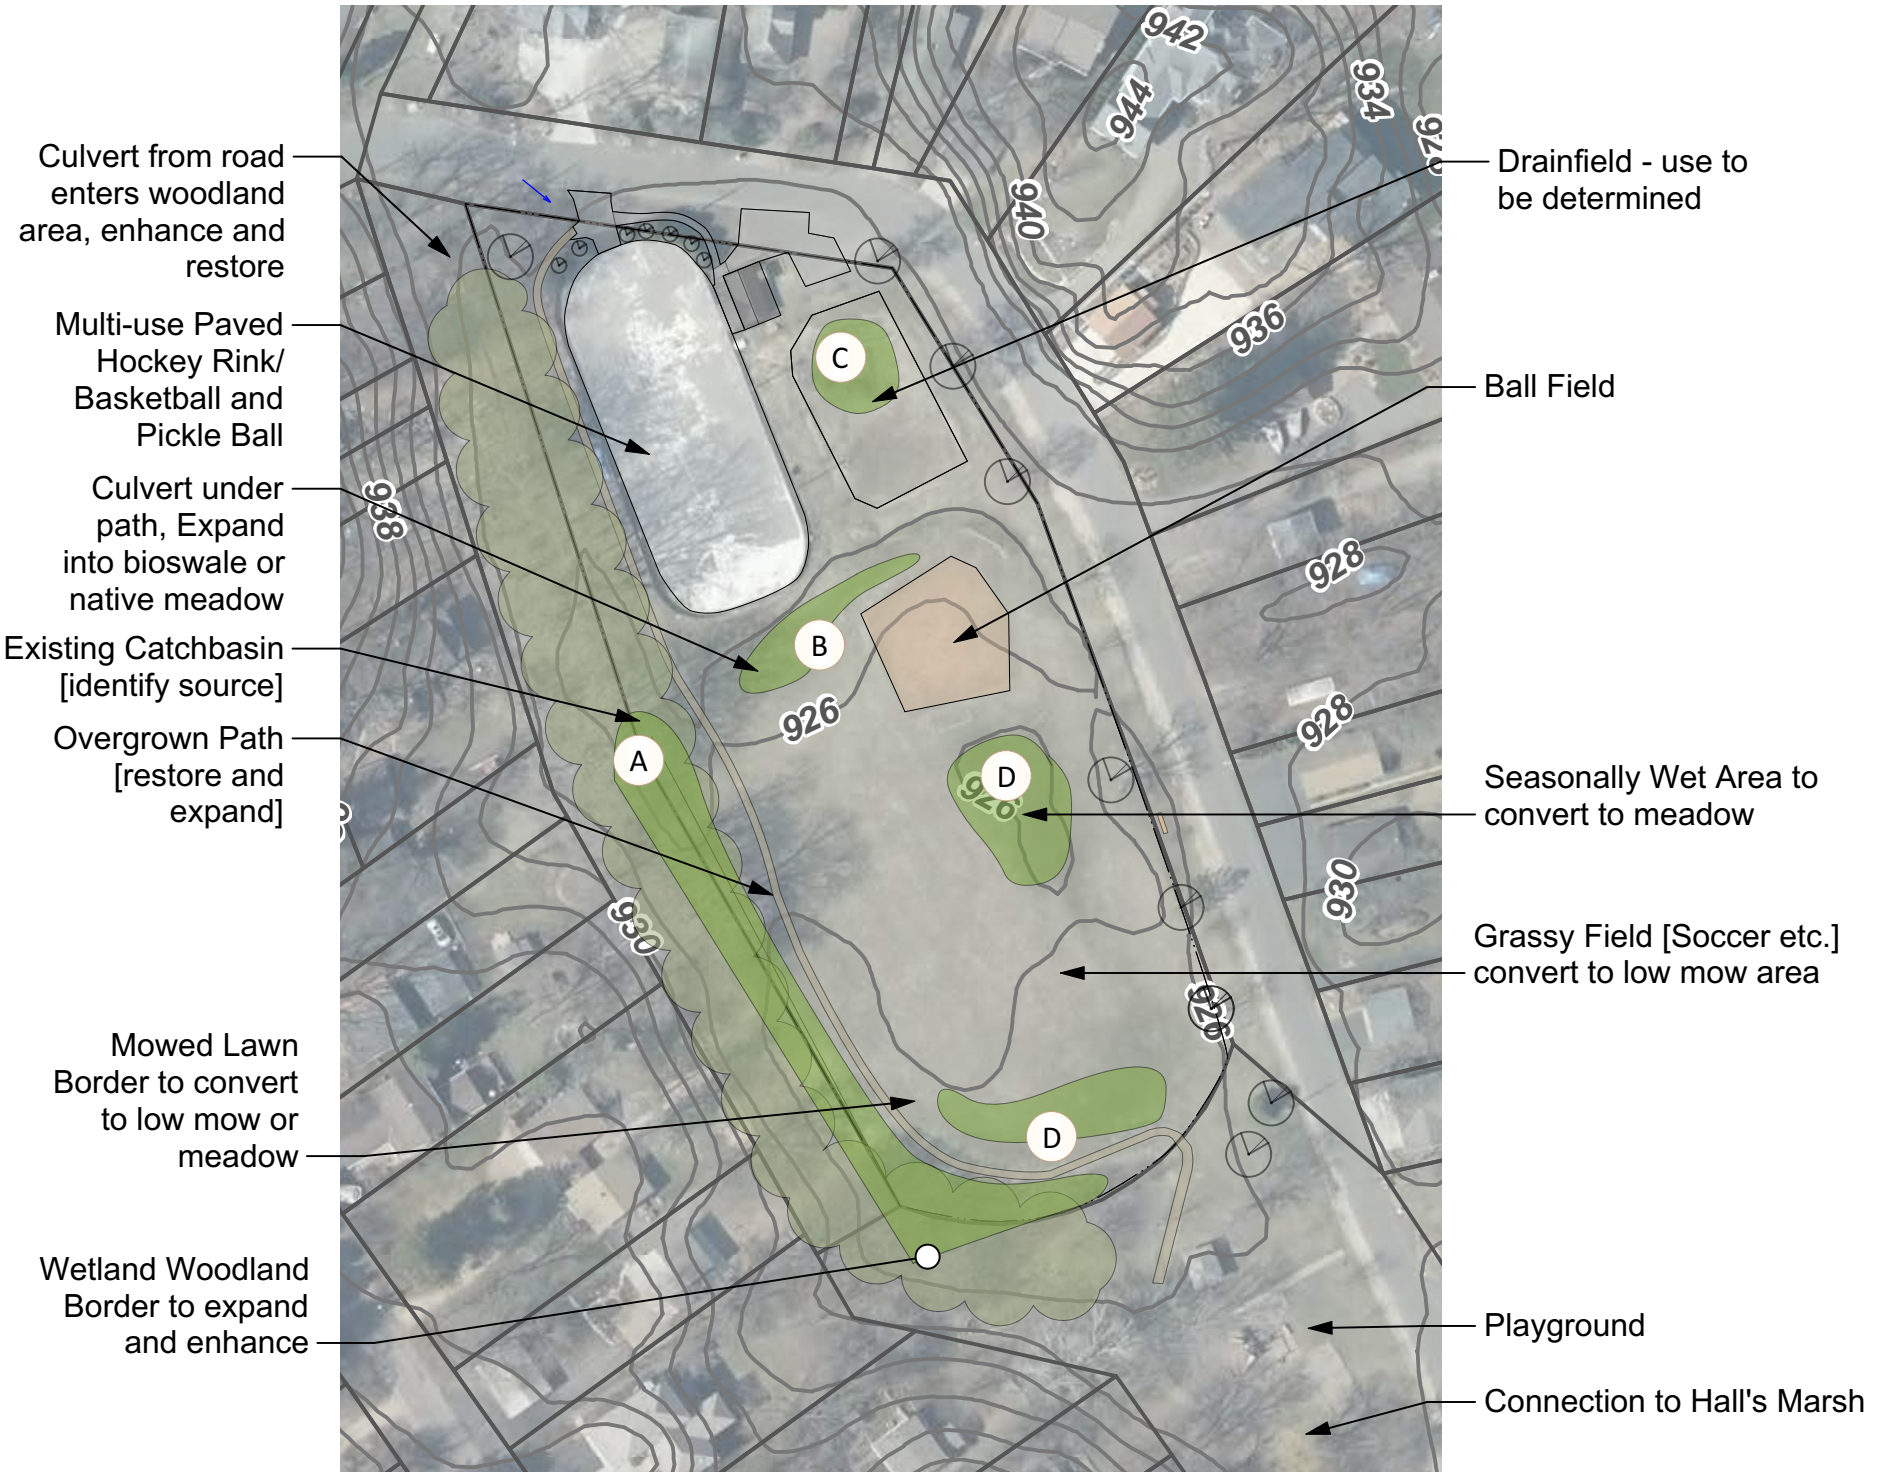 Culvert from road
enters woodland
area, enhance and
restore
Multi-use Paved
Hockey Rink/
Basketball and
Pickle Ball
Culvert under
path, Expand
into bioswale or
native meadow
Existing Catchbasin
[identify source]
Overgrown Path
[restore and
expand]
Mowed Lawn
Border to convert
to low mow or
meadow
Wetland Woodland
Border to expand
and enhance
942
944
934
940
936
938
928
926
928
926
930
930
926
C
B
A
D
D
Drainfield - use to
be determined
Ball Field
Seasonally Wet Area to
convert to meadow
Grassy Field [Soccer etc.]
convert to low mow area
Playground
Connection to Hall's Marsh